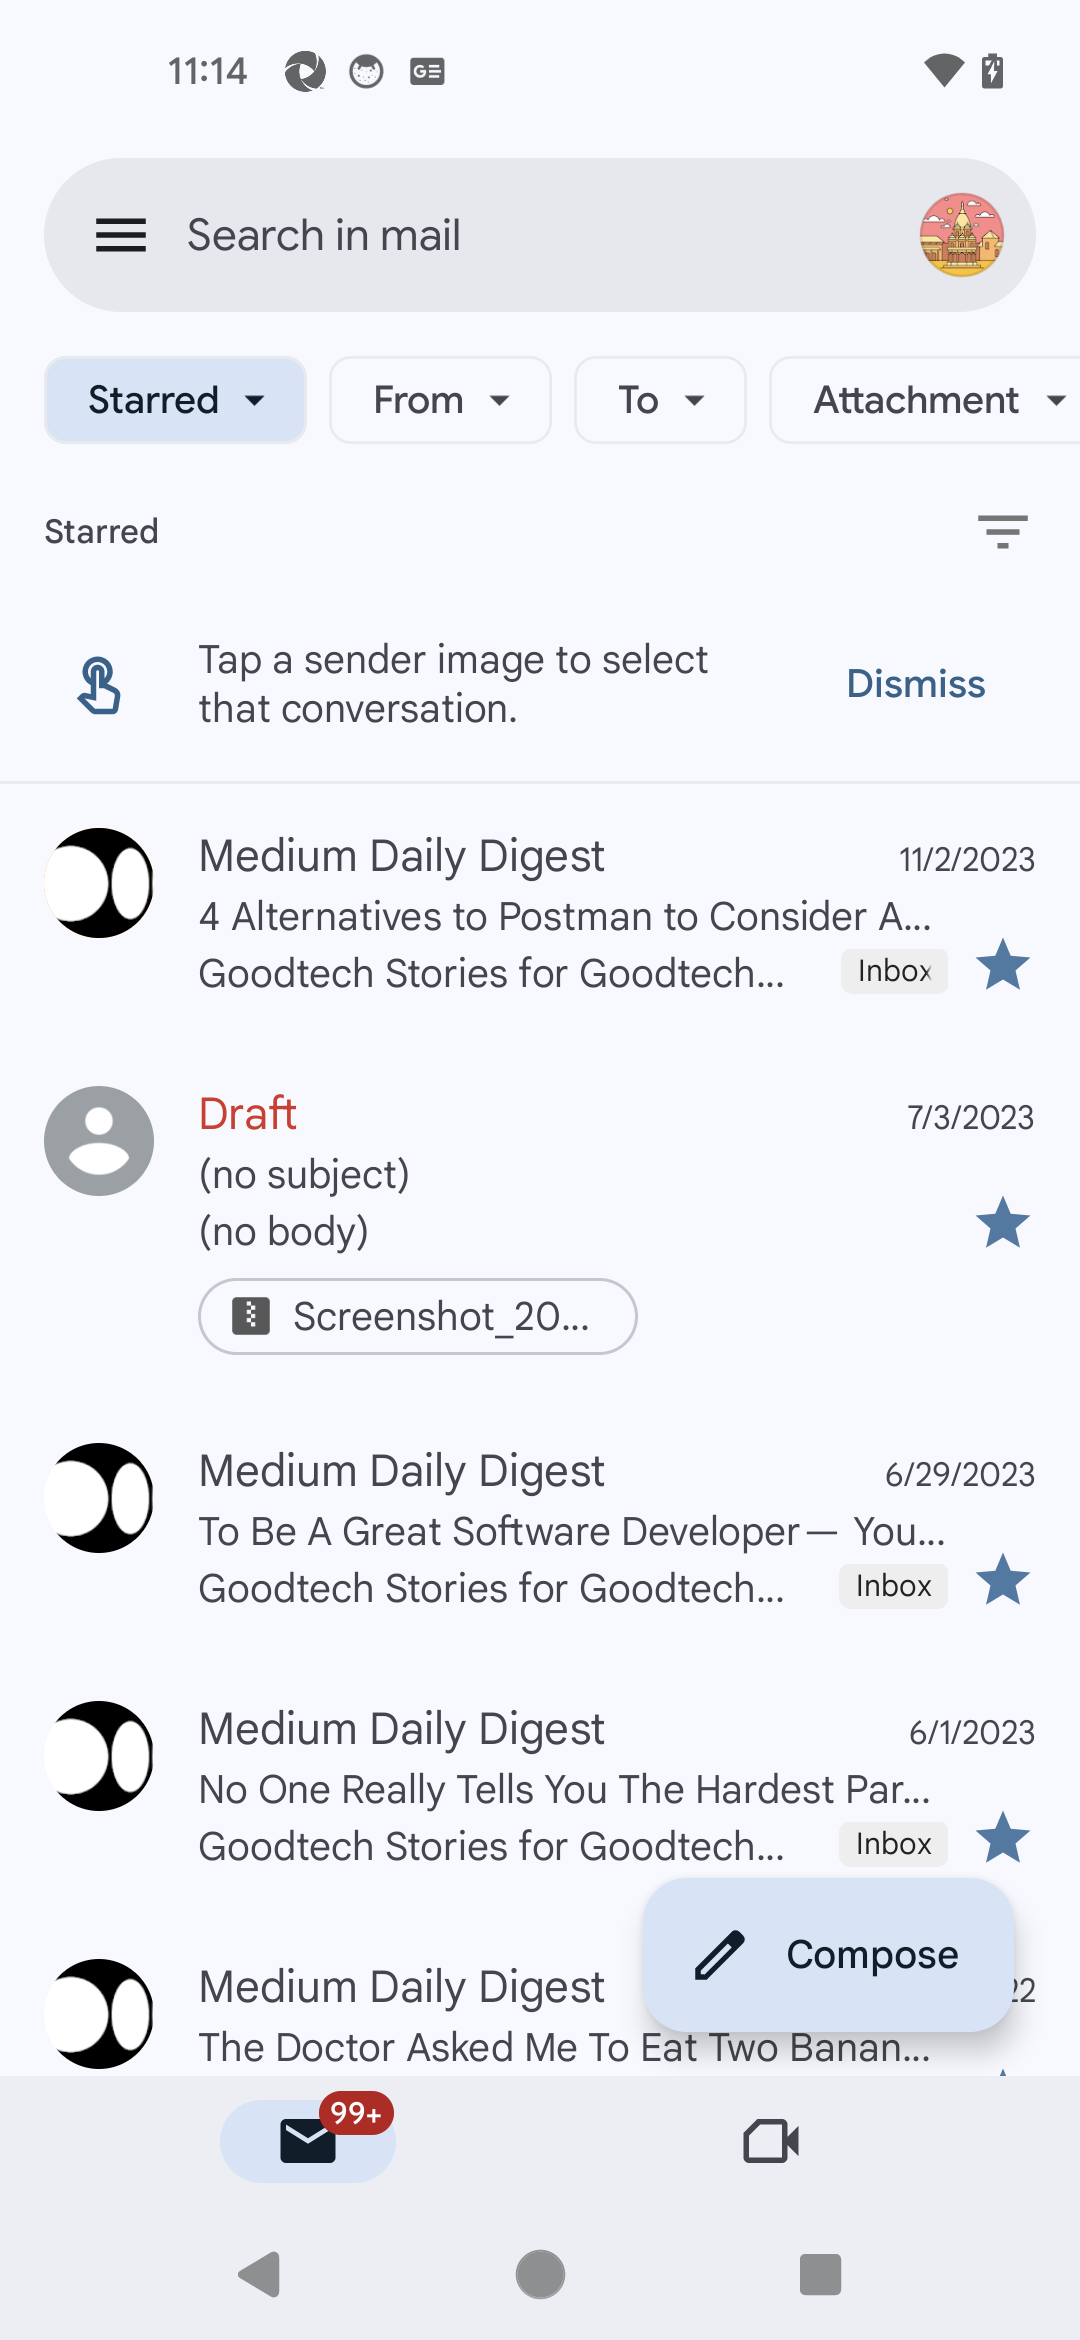 11:14
Search in mail
Starred
From
To
Attachment
Starred
Tap a sender image to select
that conversation.
Dismiss
Medium Daily Digest
11/2/2023
4 Alternatives to Postman to Consider A...
Goodtech Stories for Goodtech...
Inbox
Draft
7/3/2023
(no subject)
(no body)
Screenshot_20...
Medium Daily Digest
6/29/2023
To Be A Great Software Developer — You...
Goodtech Stories for Goodtech...
Inbox
Medium Daily Digest
6/1/2023
No One Really Tells You The Hardest Par...
Goodtech Stories for Goodtech...
Inbox
Compose
Medium Daily Digest
The Doctor Asked Me To Eat Two Banan...
99+